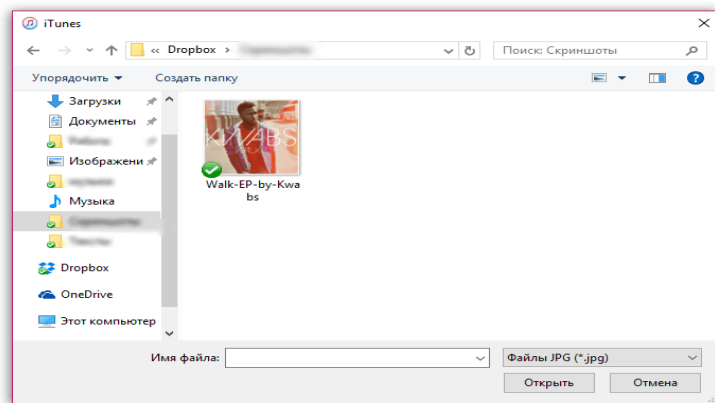 iTunes
« Dropbox >
Поиск: Скриншоты
Упорядочить
Создать папку
Загрузки
Документы
Изображени
Музыка
Dropbox
OneDrive
Этот компьютер
KWABS
Walk-EP-by-Kwa
bs
Имя файла:
Файлы JPG (*.jpg)
Открыть
Отмена